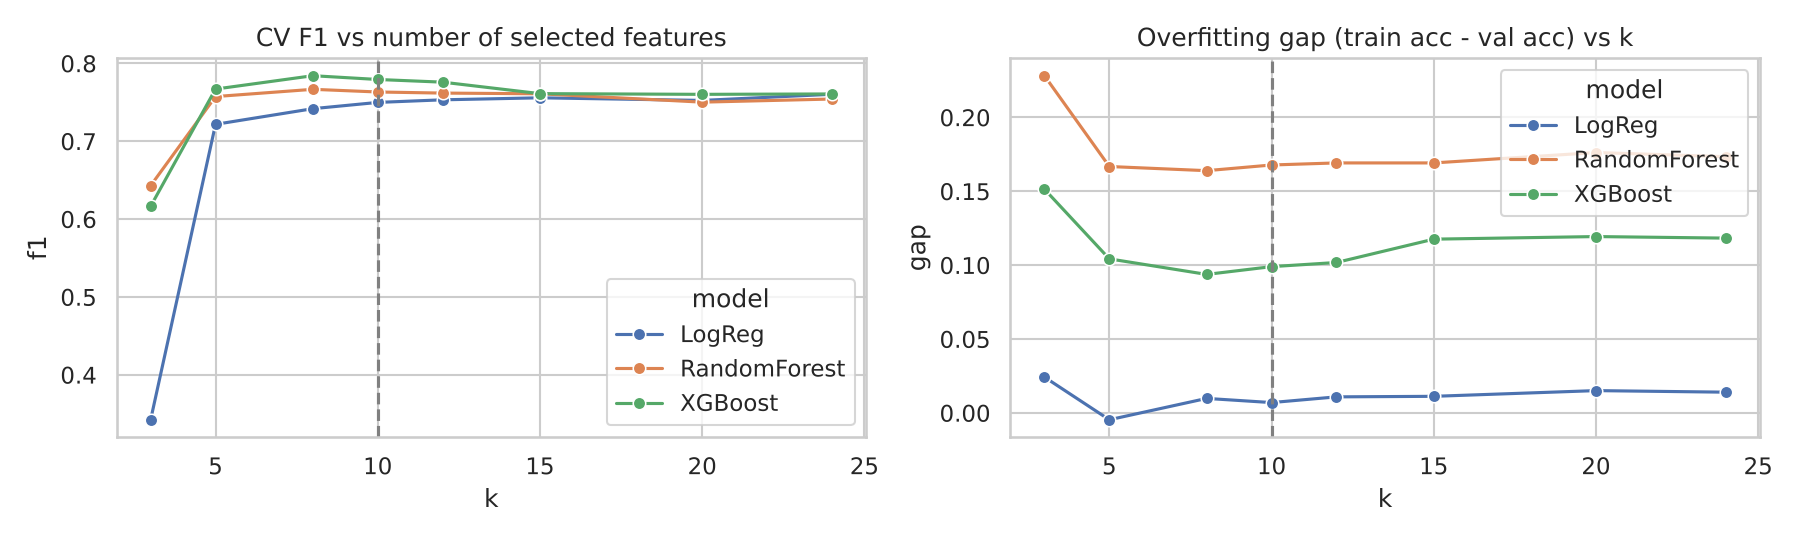 CV F1 vs number of selected features
0.8
0.7
0.6
0.5
0.4
f1
model
LogReg
RandomForest
XGBoost
5 10 15 20 25
k
Overfitting gap (train acc - val acc) vs k
0.20
0.15
0.10
0.05
0.00
gap
model
LogReg
RandomForest
XGBoost
5 10 15 20 25
k